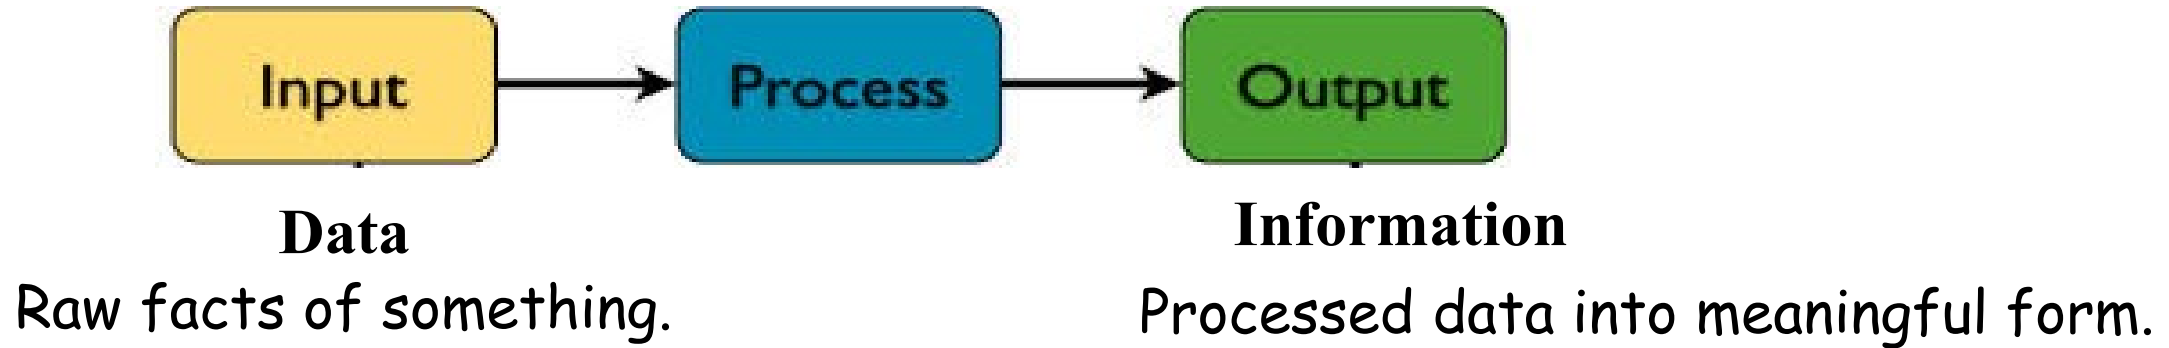 Input Process Output
Data Information
Raw facts of something. Processed data into meaningful form.